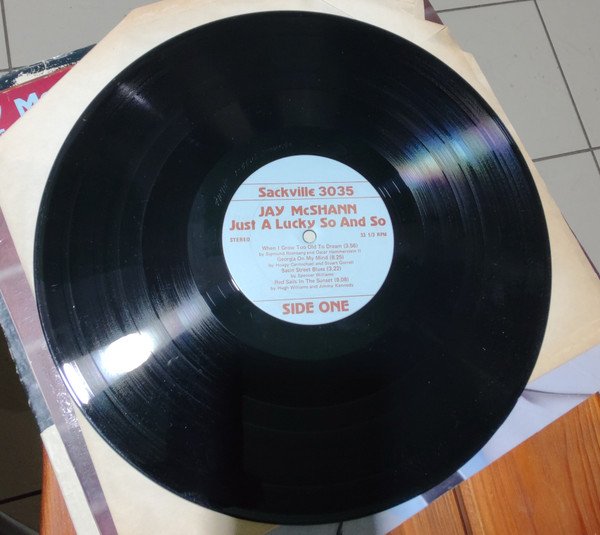 Sackville 3035
JAY McSHANN
Just A Lucky So And So
STEREO 33 1/3 RPM
When I Grow Too Old To Dream (3.56)
by Sigmund Romberg and Oscar Hammerstein II
Georgia On My Mind (6.25)
by Hoagy Carmichael and Stuart Gorrell
Basin Street Blues (3.22)
by Spencer Williams
Red Sails In The Sunset (9.08)
by Hugh Williams and Jimmy Kennedy
SIDE ONE